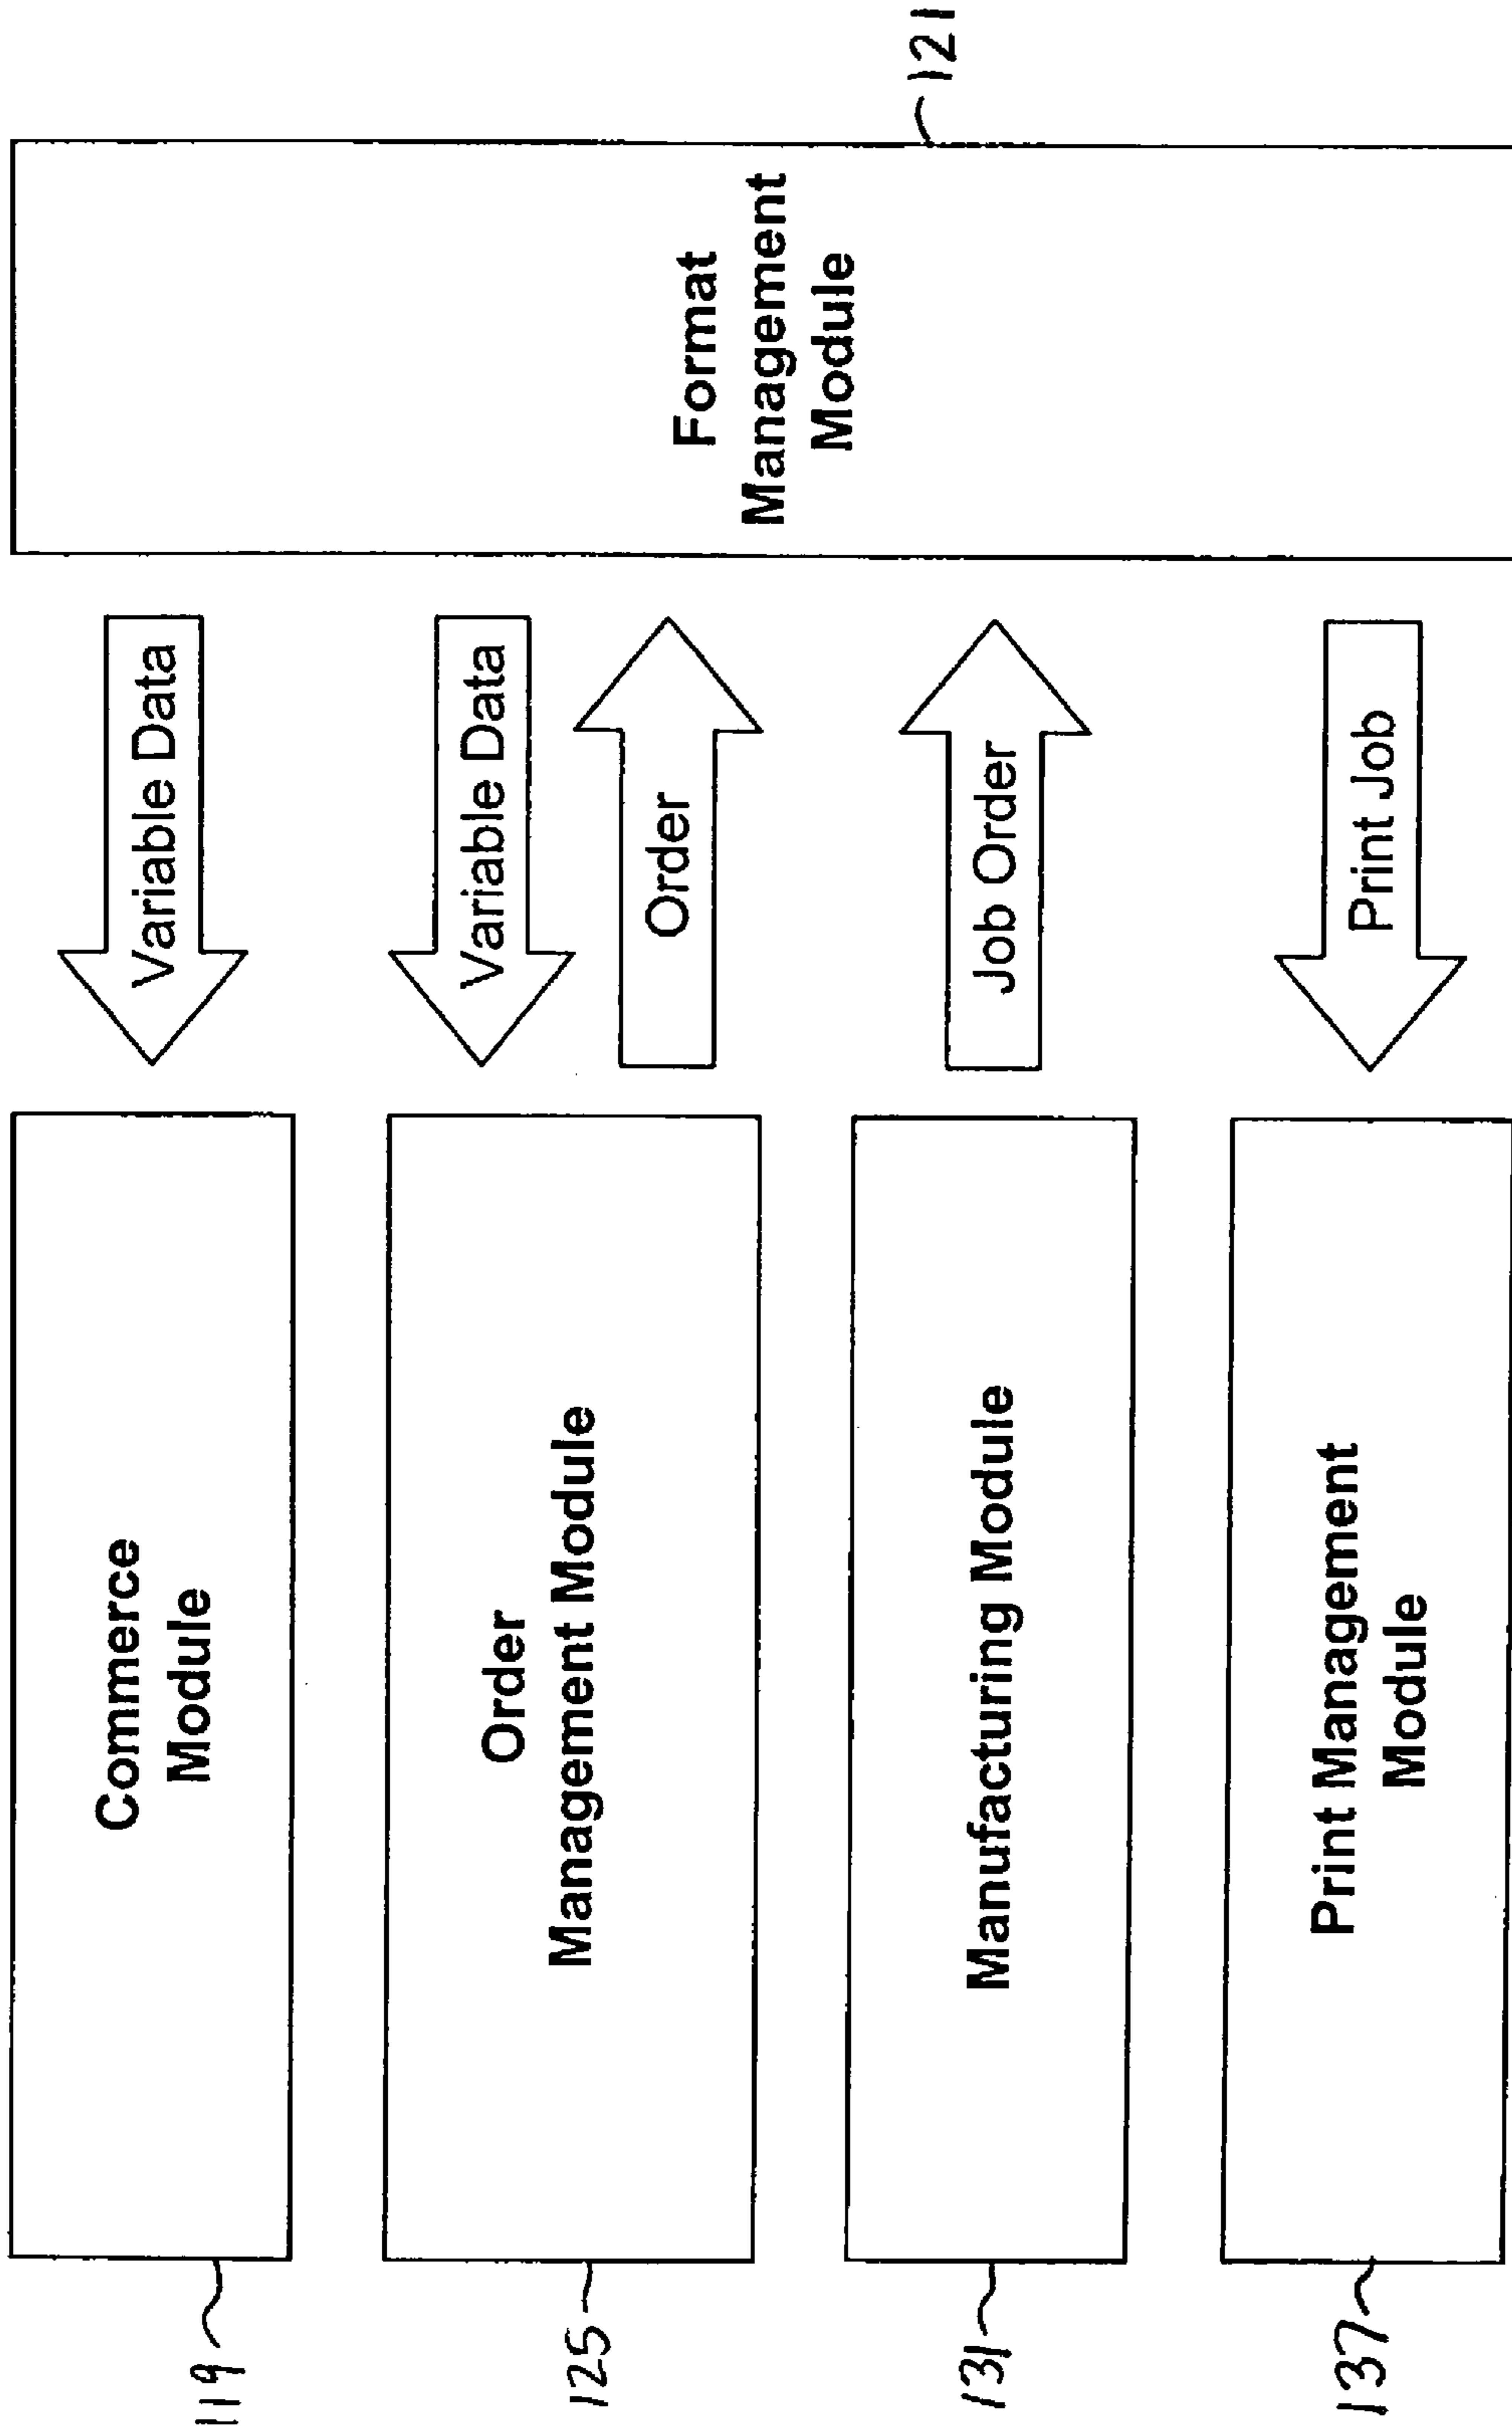 119
Commerce
Module
Variable Data
125
Order
Management Module
Variable Data
Order
131
Manufacturing Module
Job Order
137
Print Management
Module
Print Job
Format
Management
Module
121